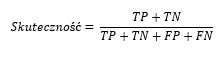 Skuteczność = TP + TN / TP + TN + FP + FN